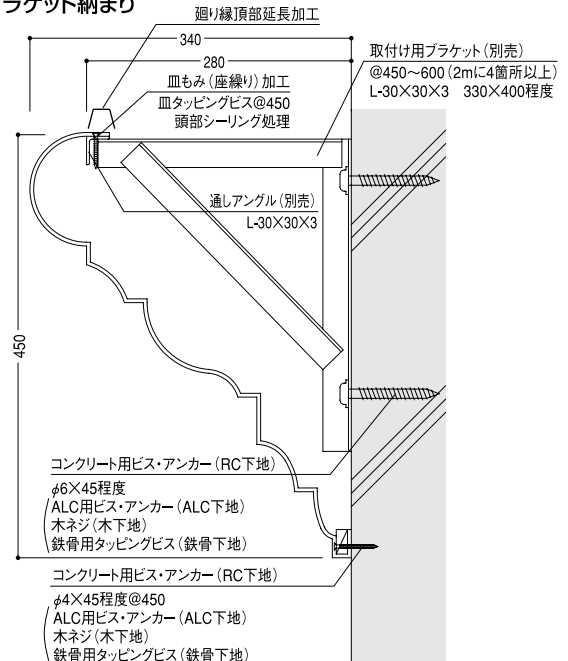 ラケット納まり
廻り縁頂部延長加工
340
280
取付け用ブラケット（別売）
@450～600（2mに4箇所以上）
L-30×30×3　330×400程度
皿もみ（座繰り）加工
皿タッピングビス@450
頭部シーリング処理
通しアングル（別売）
L-30×30×3
450
コンクリート用ビス・アンカー（RC下地）
φ6×45程度
ALC用ビス・アンカー（ALC下地）
木ネジ（木下地）
鉄骨用タッピングビス（鉄骨下地）
コンクリート用ビス・アンカー（RC下地）
φ4×45程度@450
ALC用ビス・アンカー（ALC下地）
木ネジ（木下地）
鉄骨用タッピングビス（鉄骨下地）